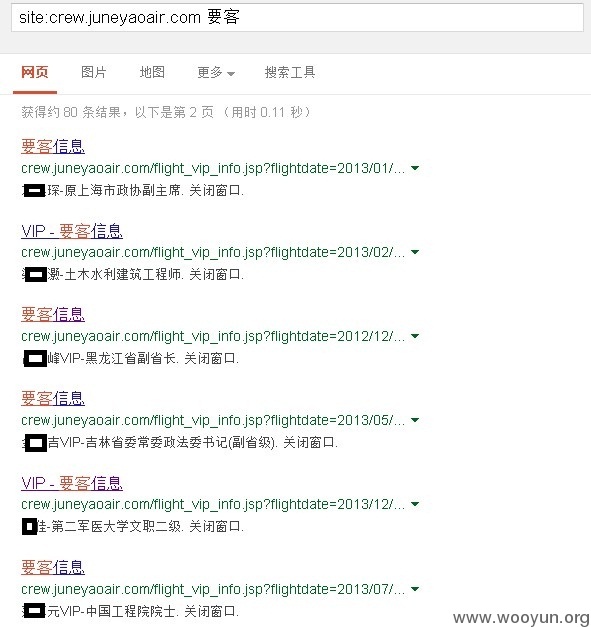 site:crew.juneyaoair.com 要客
网页 图片 地图 更多 搜索工具
获得约 80 条结果，以下是第 2 页 （用时 0.11 秒）
要客信息
crew.juneyaoair.com/flight_vip_info.jsp?flightdate=2013/01/...
琛-原上海市政协副主席. 关闭窗口.
VIP - 要客信息
crew.juneyaoair.com/flight_vip_info.jsp?flightdate=2013/02/...
灏-土木水利建筑工程师. 关闭窗口.
要客信息
crew.juneyaoair.com/flight_vip_info.jsp?flightdate=2012/12/...
峰VIP-黑龙江省副省长. 关闭窗口.
要客信息
crew.juneyaoair.com/flight_vip_info.jsp?flightdate=2013/05/...
吉VIP-吉林省委常委政法委书记(副省级). 关闭窗口.
VIP - 要客信息
crew.juneyaoair.com/flight_vip_info.jsp?flightdate=2013/12/...
佳-第二军医大学文职二级. 关闭窗口.
要客信息
crew.juneyaoair.com/flight_vip_info.jsp?flightdate=2013/07/...
元VIP-中国工程院院士. 关闭窗口.
www.wooyun.org